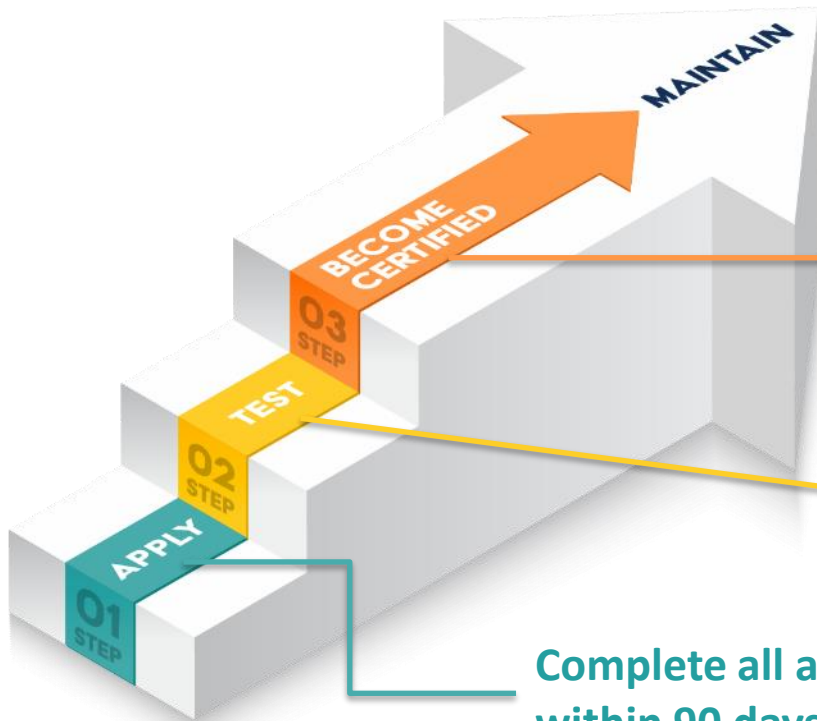 MAINTAIN
BECOME
CERTIFIED
03
STEP
TEST
02
STEP
APPLY
01
STEP
Complete all a
within 90 days